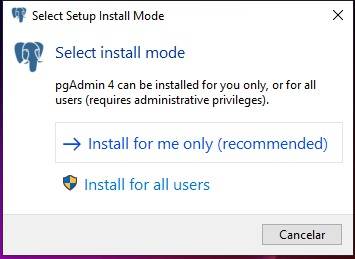 Select Setup Install Mode
Select install mode
pgAdmin 4 can be installed for you only, or for all
users (requires administrative privileges).
Install for me only (recommended)
Install for all users
Cancelar